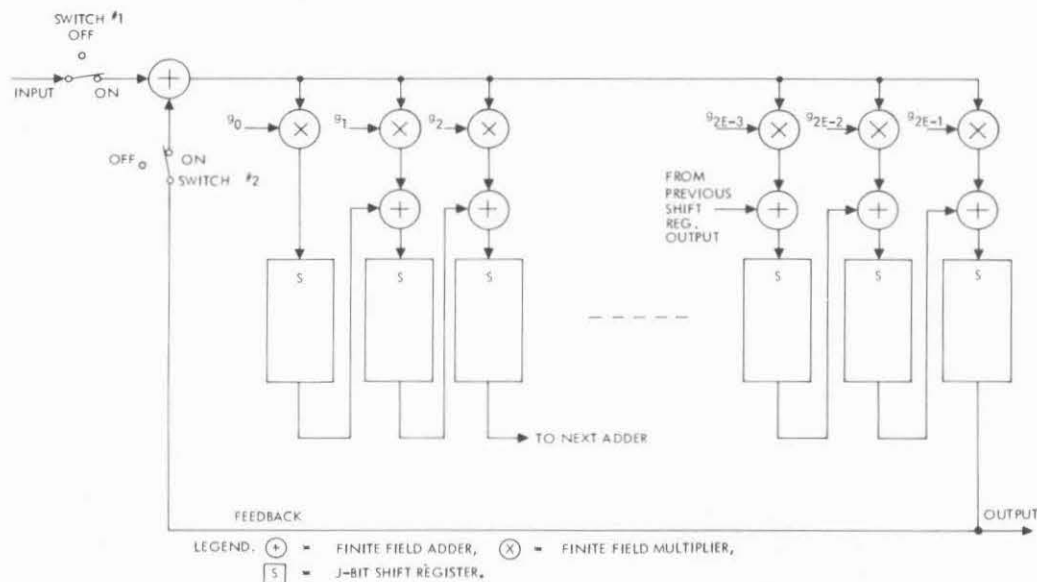 SWITCH #1
OFF
INPUT
ON
+
g0
×
g1
×
g2
×
g2E-3
×
g2E-2
×
g2E-1
×
OFF
ON
SWITCH #2
+
+
FROM
PREVIOUS
SHIFT
REG.
OUTPUT
+
+
+
S
S
S
S
S
S
TO NEXT ADDER
FEEDBACK
OUTPUT
LEGEND. + = FINITE FIELD ADDER, × = FINITE FIELD MULTIPLIER,
S = J-BIT SHIFT REGISTER.